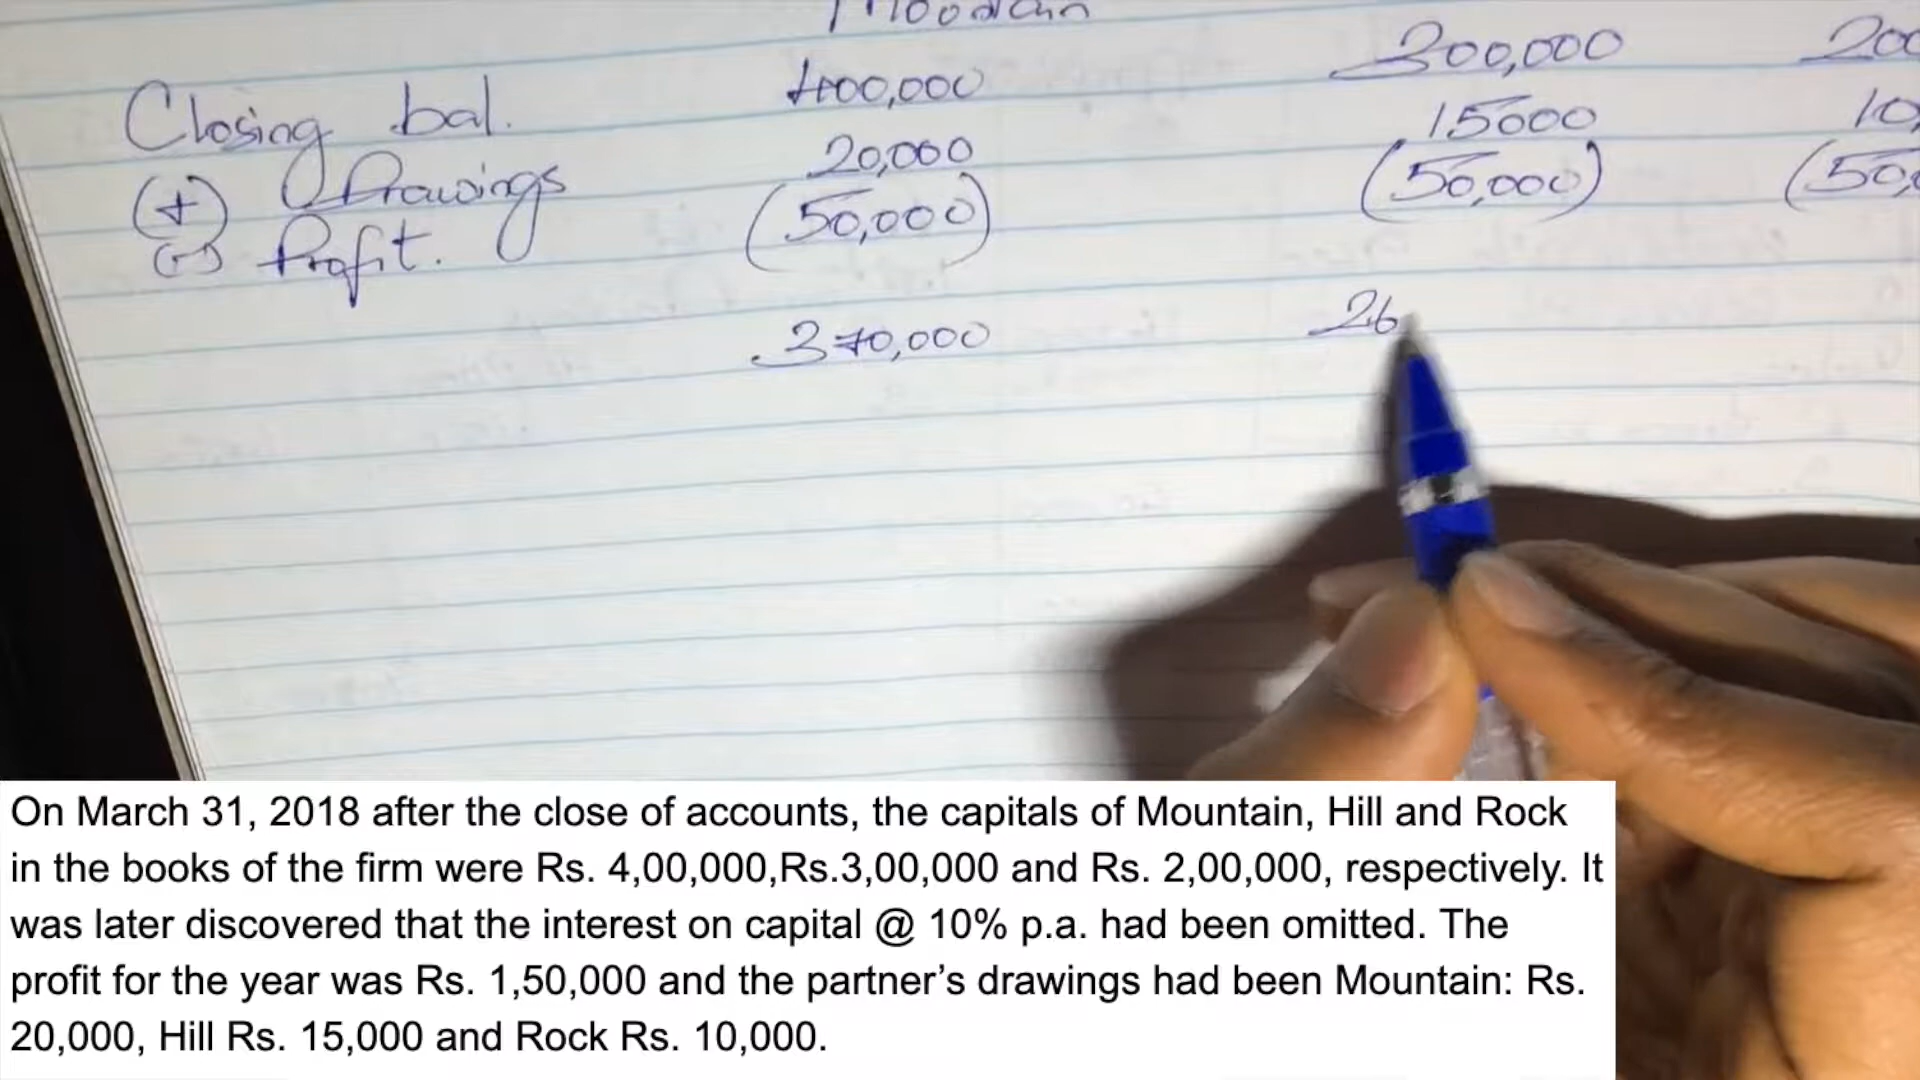 Mountain
Closing bal. 400,000 300,000 200
(+) Drawings 20,000 15000 10,
(-) Profit. (50,000) (50,000) (50,
370,000 26
On March 31, 2018 after the close of accounts, the capitals of Mountain, Hill and Rock
in the books of the firm were Rs. 4,00,000,Rs.3,00,000 and Rs. 2,00,000, respectively. It
was later discovered that the interest on capital @ 10% p.a. had been omitted. The
profit for the year was Rs. 1,50,000 and the partner’s drawings had been Mountain: Rs.
20,000, Hill Rs. 15,000 and Rock Rs. 10,000.